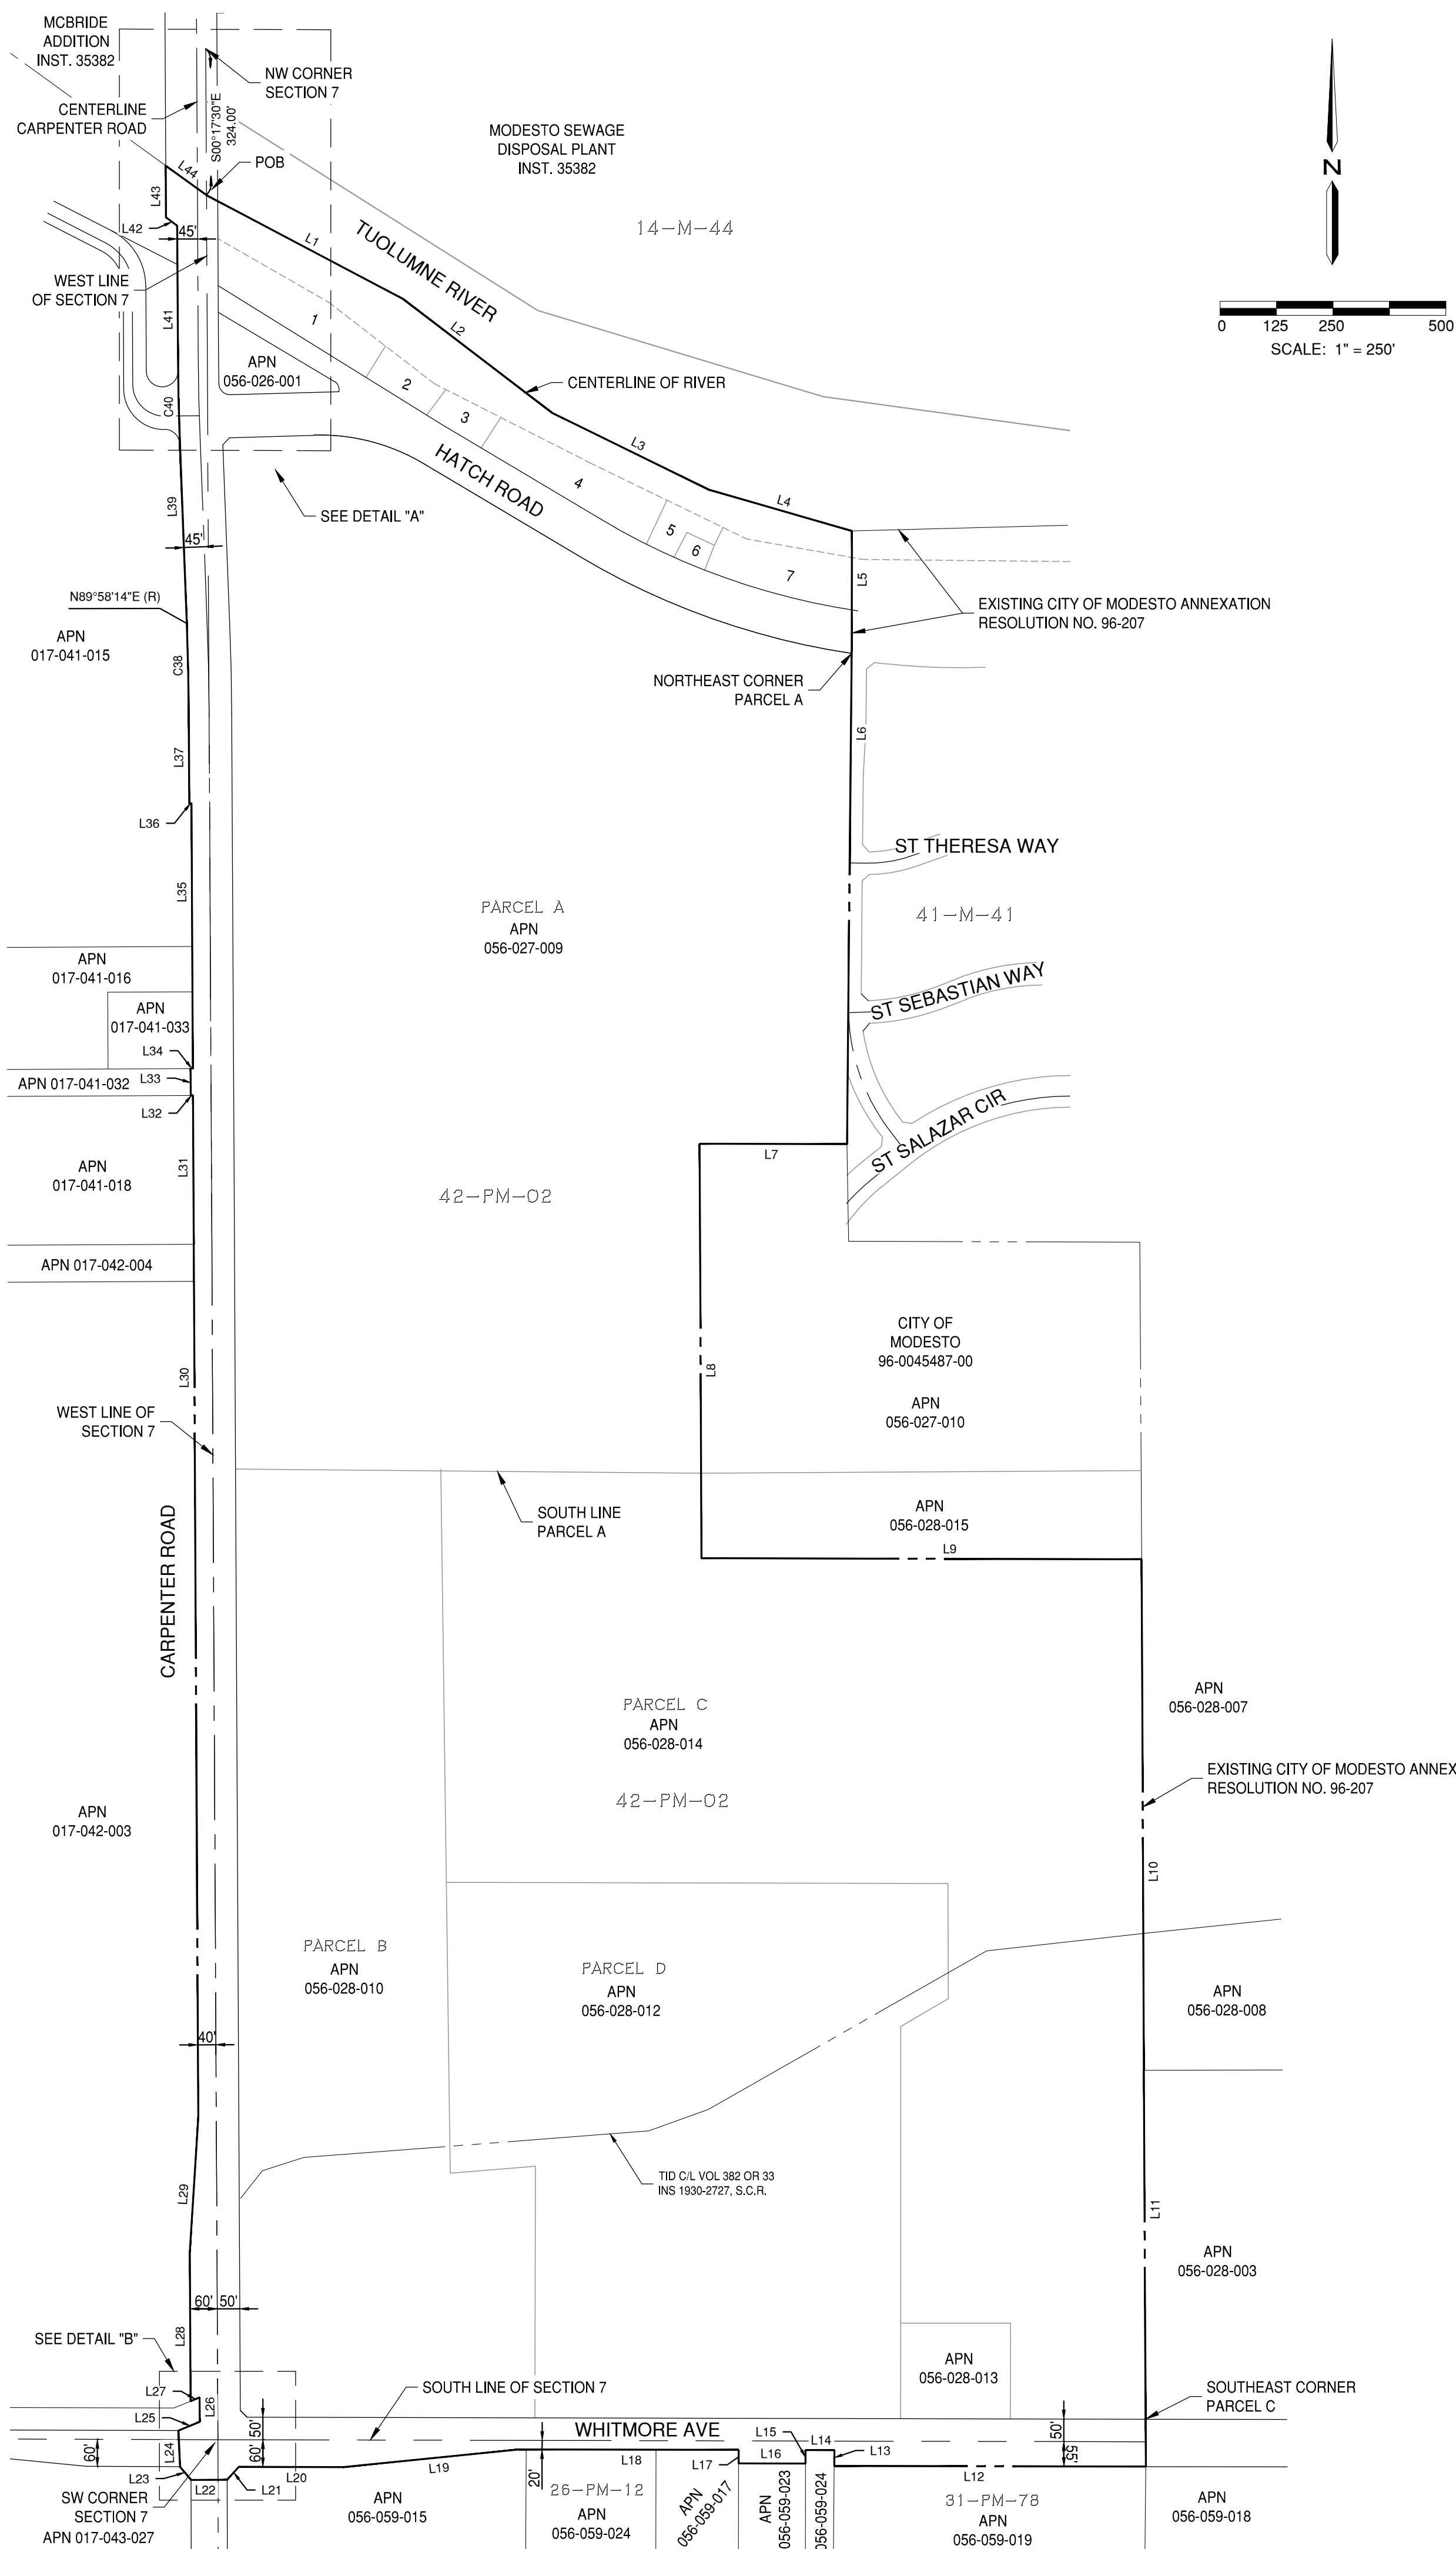 MCBRIDE
ADDITION
INST. 35382
NW CORNER
SECTION 7
CENTERLINE
CARPENTER ROAD
S00°17'30"E
324.00'
MODESTO SEWAGE
DISPOSAL PLANT
INST. 35382
POB
L44
L43
L42
45'
14-M-44
L1
TUOLUMNE RIVER
N
0 125 250 500
SCALE: 1" = 250'
WEST LINE
OF SECTION 7
L41
1
L2
APN
056-026-001
CENTERLINE OF RIVER
2
C40
3
L3
HATCH ROAD
4
L4
L39
SEE DETAIL "A"
45'
5
6
7
L5
N89°58'14"E (R)
EXISTING CITY OF MODESTO ANNEXATION
RESOLUTION NO. 96-207
APN
017-041-015
C38
NORTHEAST CORNER
PARCEL A
L6
L37
L36
ST THERESA WAY
L35
PARCEL A
APN
056-027-009
41-M-41
APN
017-041-016
APN
017-041-033
ST SEBASTIAN WAY
L34
APN 017-041-032
L33
L32
ST SALAZAR CIR
L7
APN
017-041-018
L31
42-PM-02
APN 017-042-004
CITY OF
MODESTO
96-0045487-00
L30
L8
APN
056-027-010
WEST LINE OF
SECTION 7
SOUTH LINE
PARCEL A
APN
056-028-015
L9
CARPENTER ROAD
PARCEL C
APN
056-028-014
APN
056-028-007
EXISTING CITY OF MODESTO ANNEX
RESOLUTION NO. 96-207
42-PM-02
APN
017-042-003
L10
PARCEL B
APN
056-028-010
PARCEL D
APN
056-028-012
APN
056-028-008
40'
TID C/L VOL 382 OR 33
INS 1930-2727, S.C.R.
L29
L11
APN
056-028-003
60' 50'
L28
SEE DETAIL "B"
APN
056-028-013
L27
L26
SOUTH LINE OF SECTION 7
SOUTHEAST CORNER
PARCEL C
L25
50'
WHITMORE AVE
L15
L14
50'
60'
L24
60'
L16
L13
55'
L23
L22
L21
L20
L19
20'
L18
L17
L12
SW CORNER
SECTION 7
APN 017-043-027
APN
056-059-015
26-PM-12
APN
056-059-024
APN
056-059-017
APN
056-059-023
056-059-024
31-PM-78
APN
056-059-019
APN
056-059-018